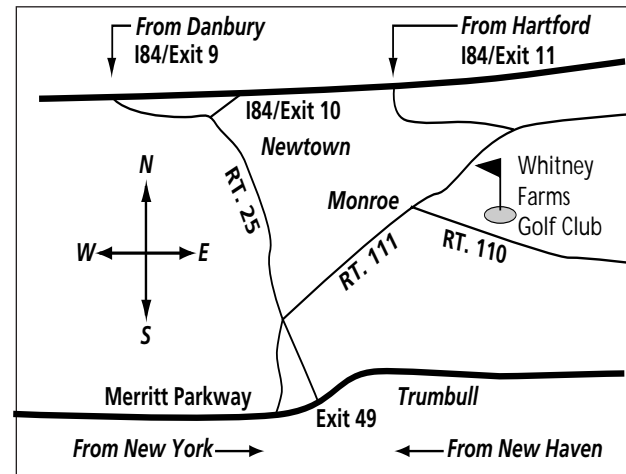 From Danbury
I84/Exit 9
From Hartford
I84/Exit 11
I84/Exit 10
Newtown
N
W
E
S
RT. 25
Monroe
Whitney
Farms
Golf Club
RT. 111
RT. 110
Merritt Parkway
Exit 49
Trumbull
From New York
From New Haven